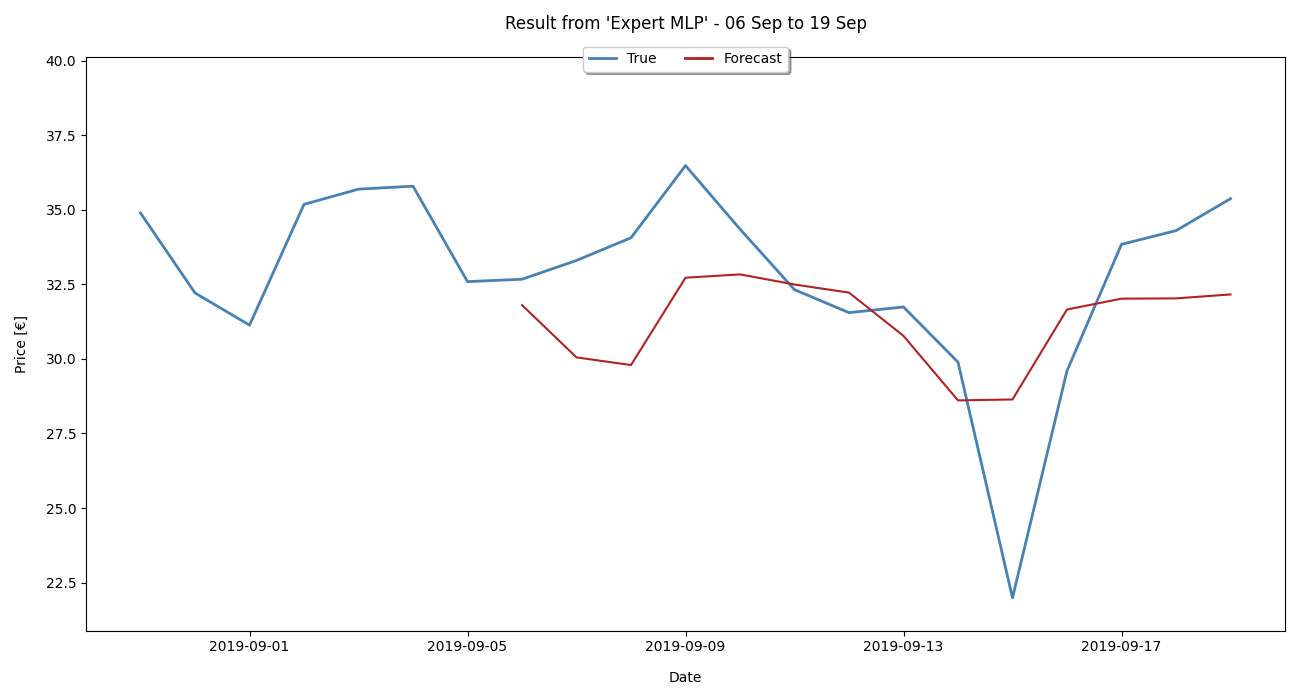 Result from 'Expert MLP' - 06 Sep to 19 Sep
True Forecast
40.0
37.5
35.0
32.5
30.0
27.5
25.0
22.5
Price [€]
2019-09-01 2019-09-05 2019-09-09 2019-09-13 2019-09-17
Date